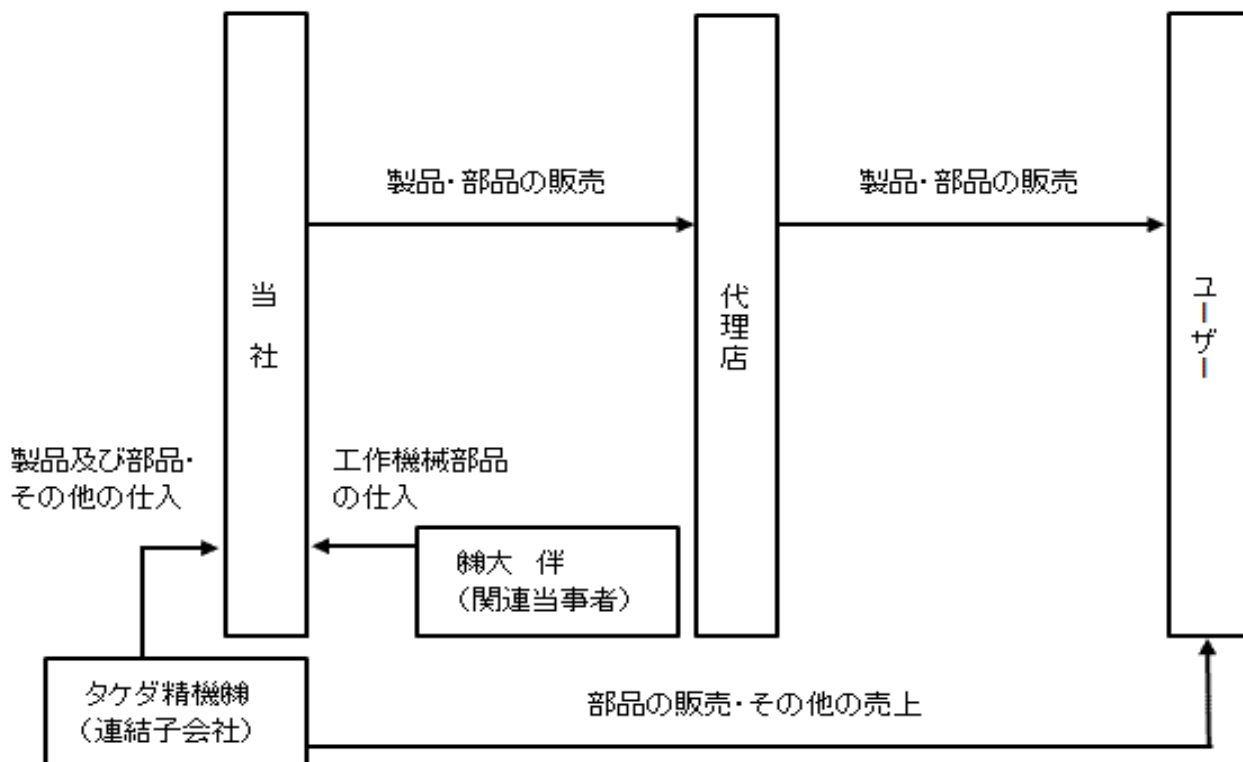 製品・部品の販売
製品・部品の販売
当社
代理店
ユーザー
製品及び部品・
その他の仕入
工作機械部品
の仕入
㈱大 伴
(関連当事者)
タケダ精機㈱
(連結子会社)
部品の販売・その他の売上